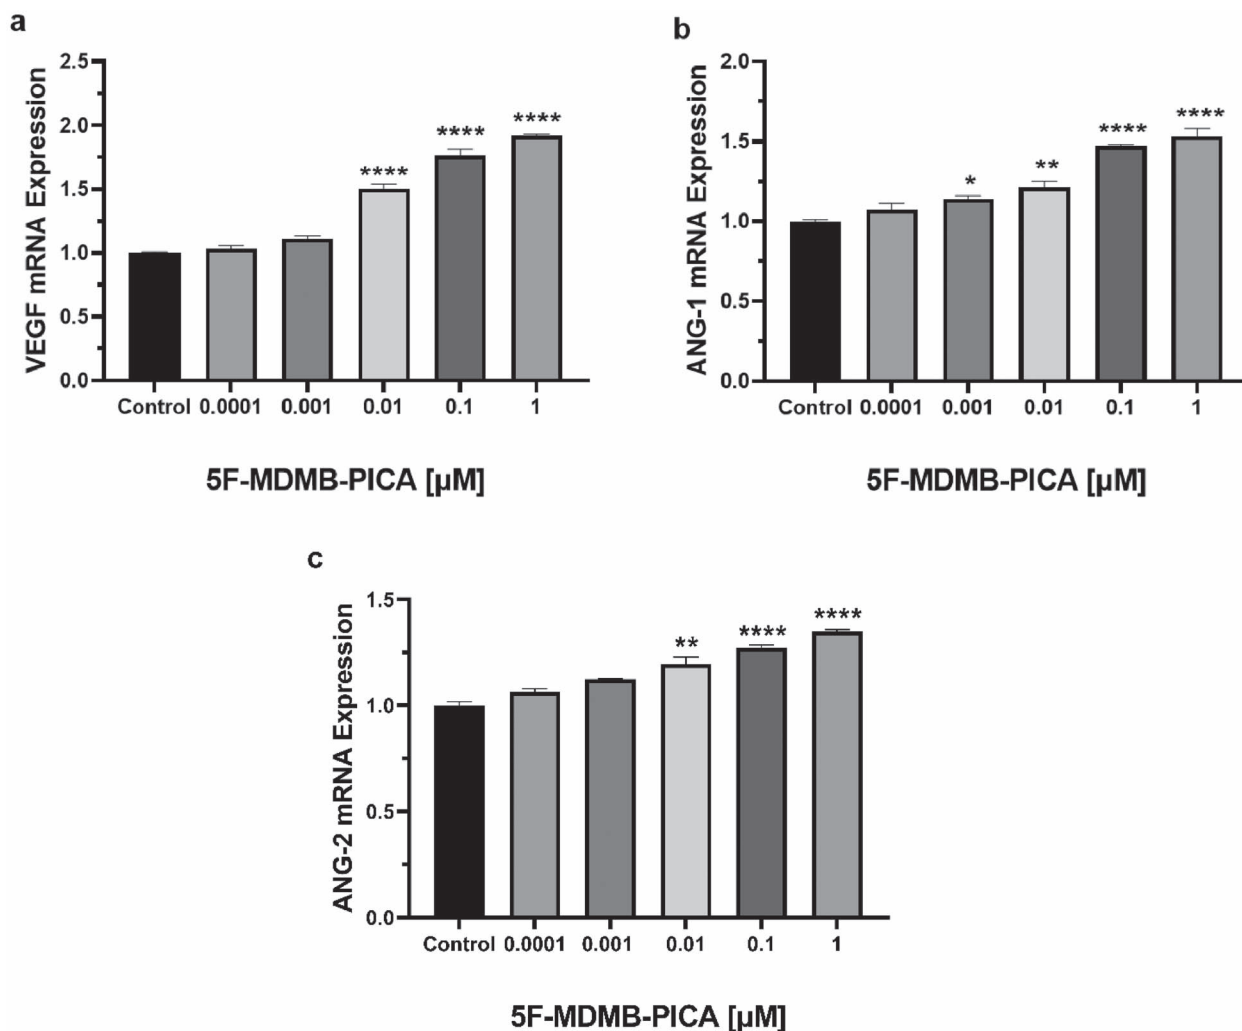 a
VEGF mRNA Expression
2.5
2.0
1.5
1.0
0.5
0.0
**** **** ****
Control 0.0001 0.001 0.01 0.1 1
5F-MDMB-PICA [µM]
b
ANG-1 mRNA Expression
2.0
1.5
1.0
0.5
0.0
* ** **** ****
Control 0.0001 0.001 0.01 0.1 1
5F-MDMB-PICA [µM]
c
ANG-2 mRNA Expression
1.5
1.0
0.5
0.0
** **** ****
Control 0.0001 0.001 0.01 0.1 1
5F-MDMB-PICA [µM]